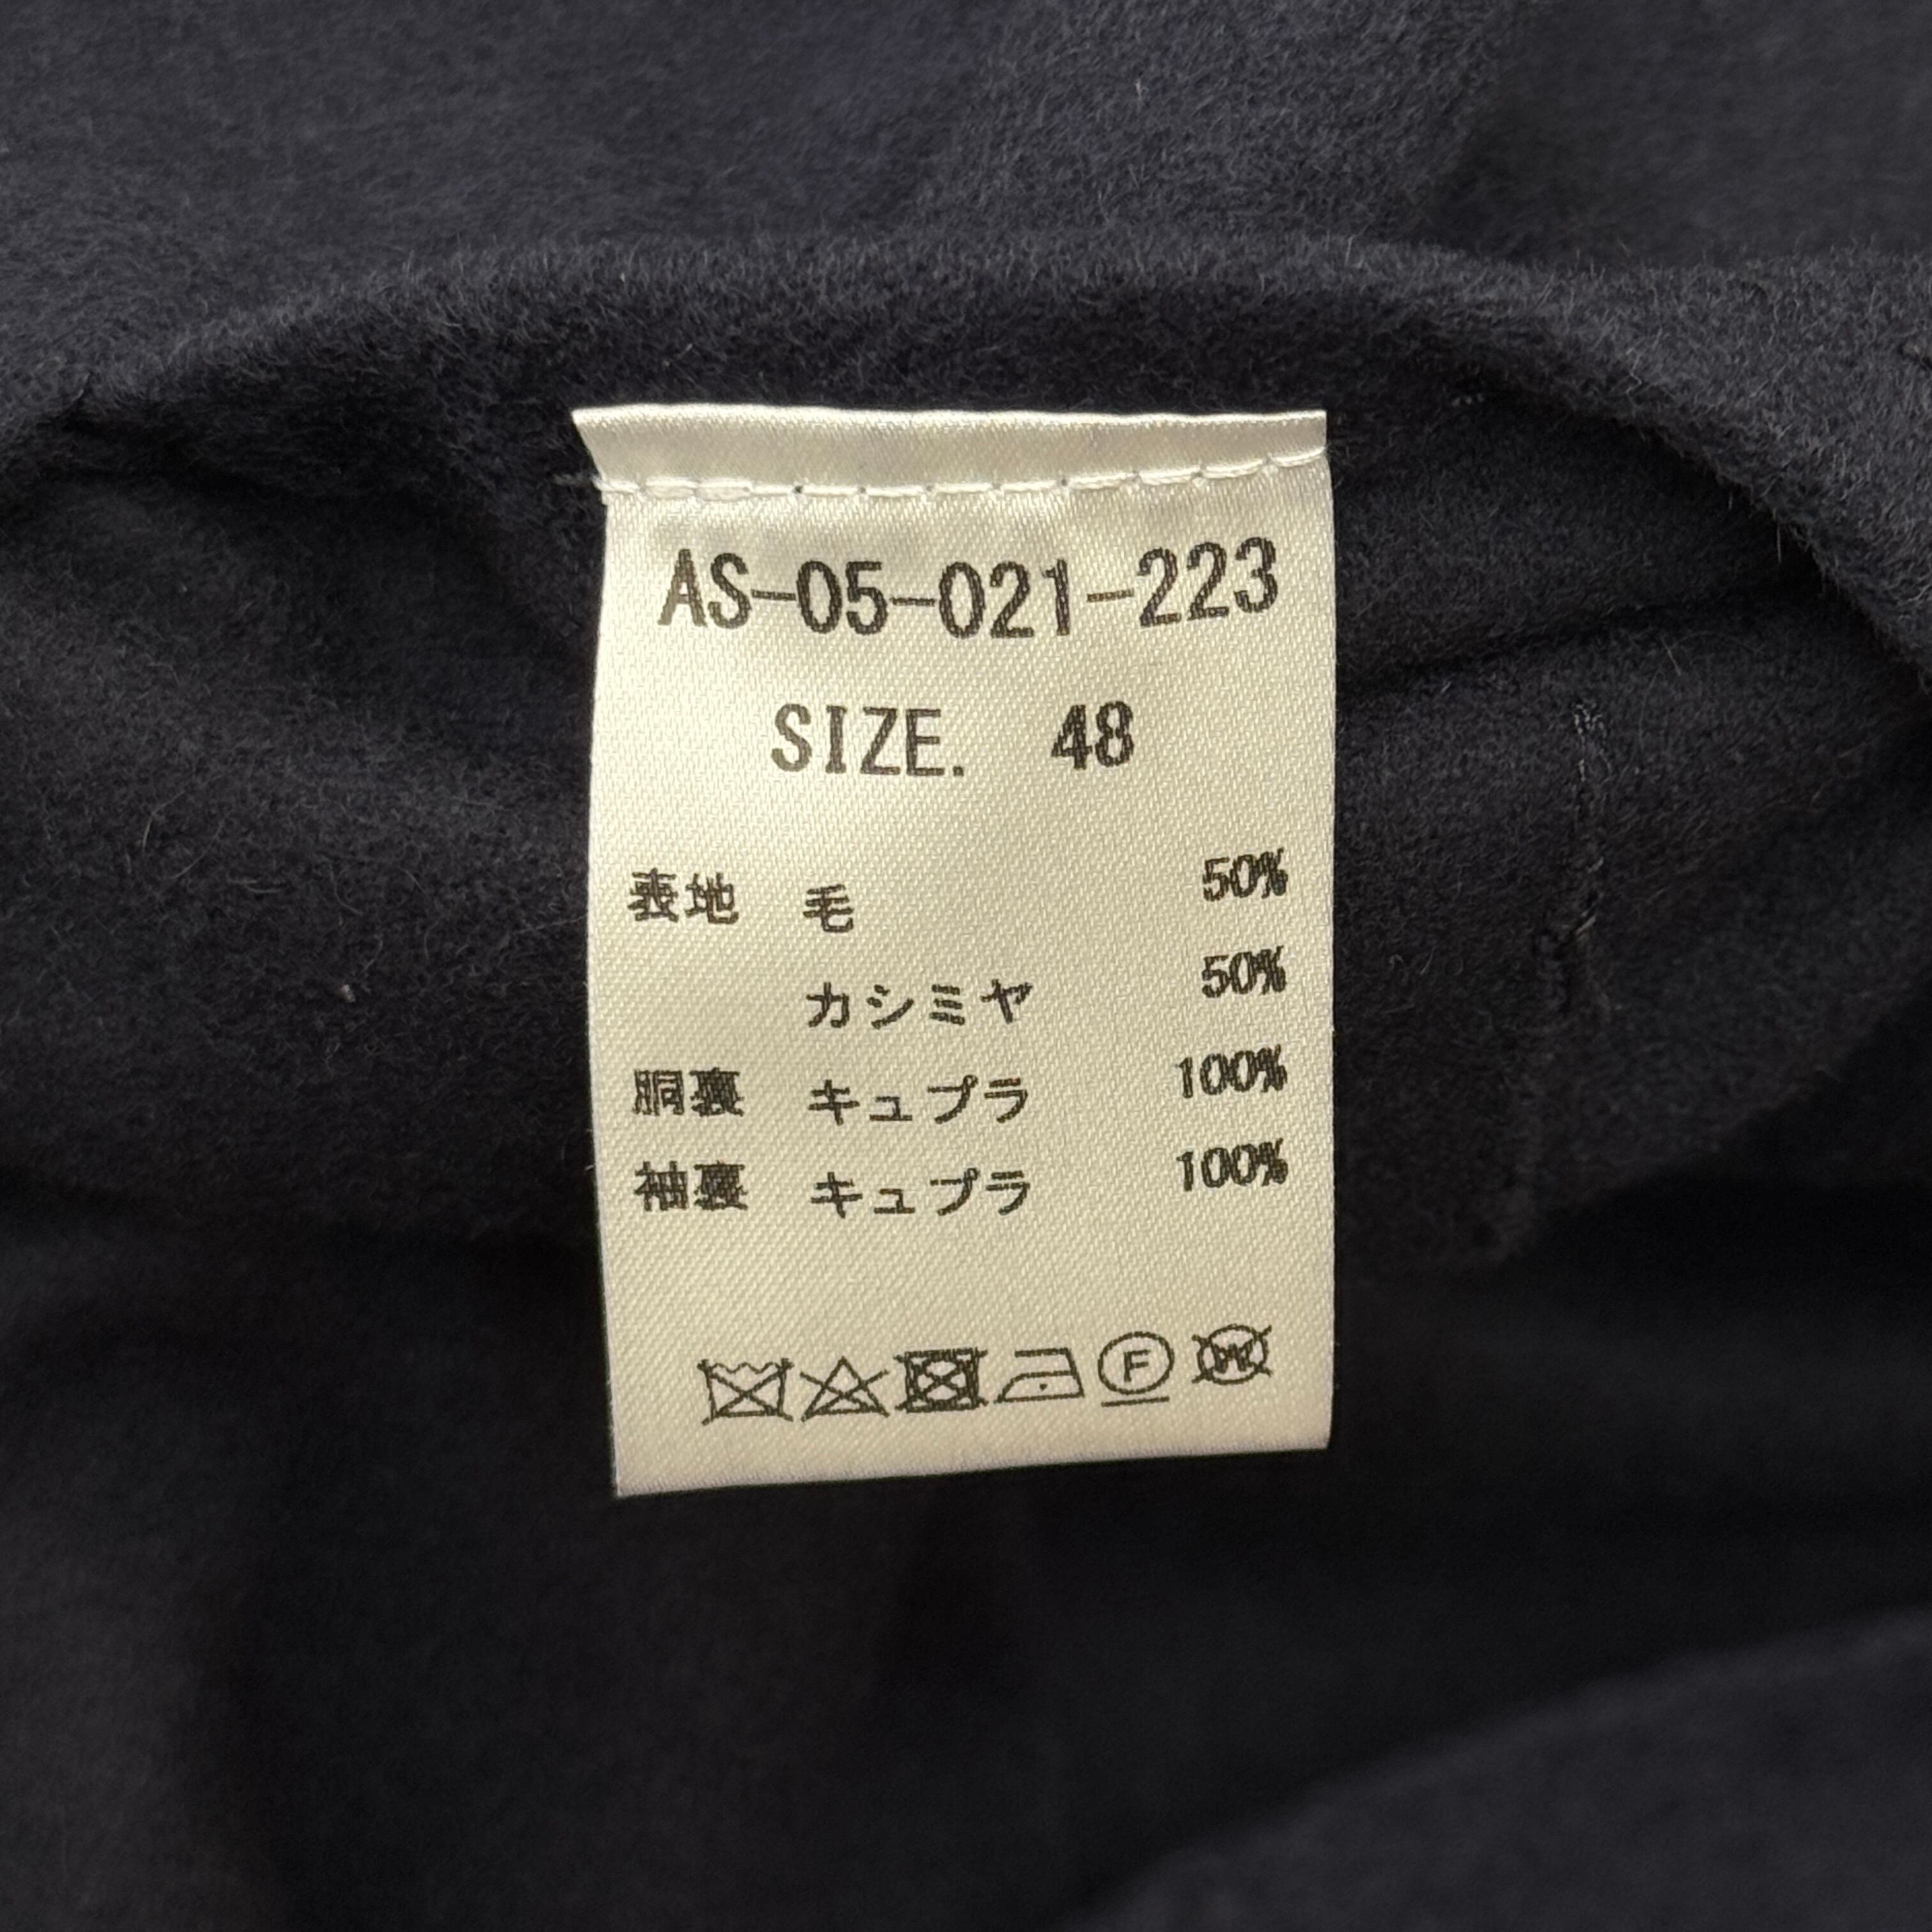 AS-05-021-223
SIZE. 48
表地 毛 50%
カシミヤ 50%
胴裏 キュプラ 100%
袖裏 キュプラ 100%
F W